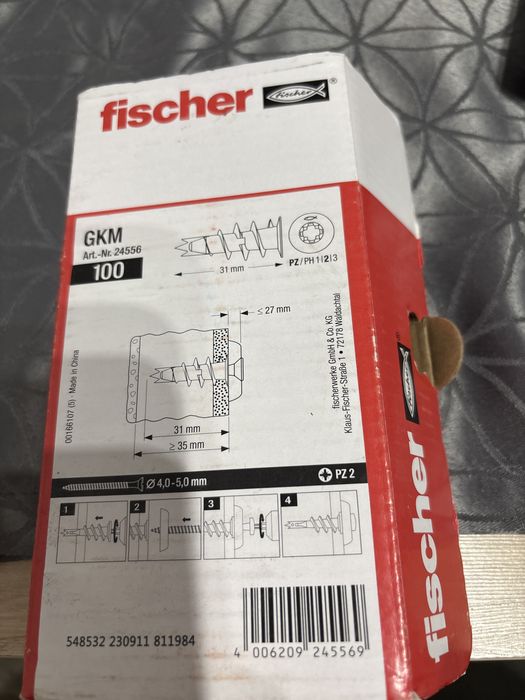 fischer fischer ®
GKM
Art.-Nr. 24556
100
31 mm
PZ/PH 1|2|3
≤ 27 mm
31 mm
≥ 35 mm
00166107 (5) · Made in China
fischerwerke GmbH & Co. KG
Klaus-Fischer-Straße 1 • 72178 Waldachtal
Ø 4,0-5,0 mm
PZ 2
1
2
3
4
548532 230911 811984
4 006209 245569
fischer fischer